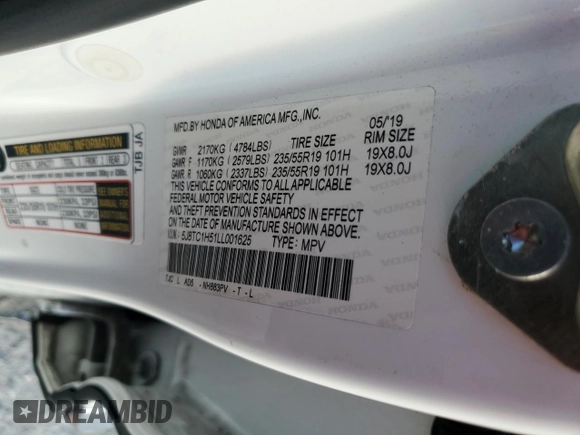 MFD.BY HONDA OF AMERICA MFG.,INC. 05/19
GVWR 2170KG (4784LBS) TIRE SIZE RIM SIZE
GAWR F 1170KG (2579LBS) 235/55R19 101H 19X8.0J
GAWR R 1060KG (2337LBS) 235/55R19 101H 19X8.0J
THIS VEHICLE CONFORMS TO ALL APPLICABLE
FEDERAL MOTOR VEHICLE SAFETY
AND THEFT PREVENTION STANDARDS IN EFFECT
ON THE DATE OF MANUFACTURE SHOWN ABOVE.
5J8TC1H51LL001625 TYPE: MPV
TJC L AD5 - NH883PV - T - L
TIRE AND LOADING INFORMATION
TJB JA
DREAMBID